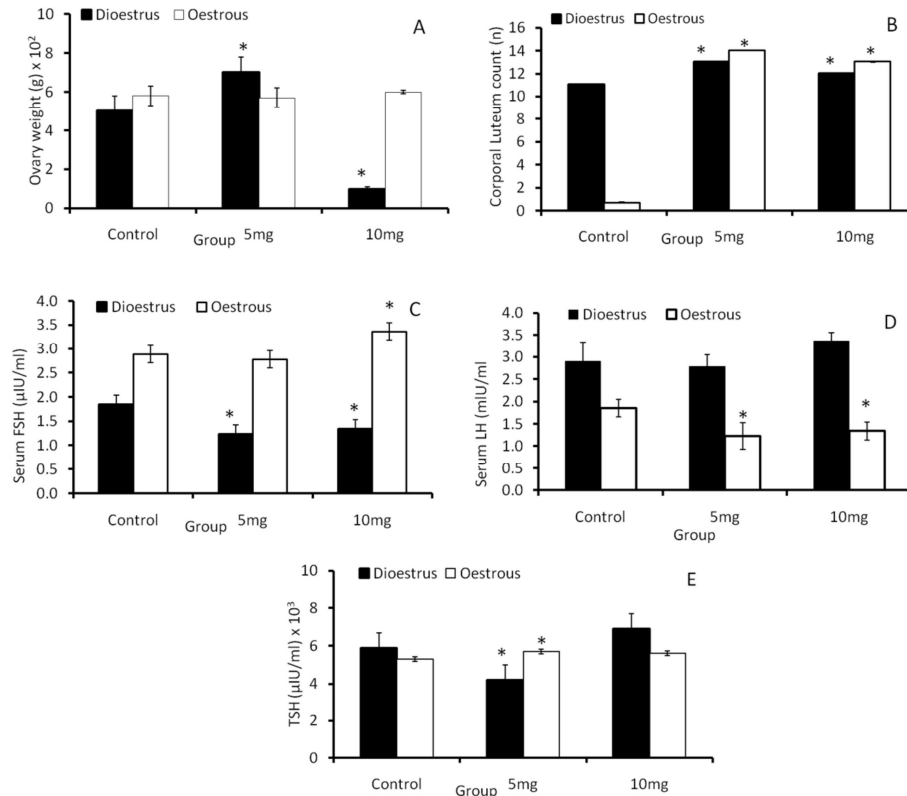 Dioestrus Oestrous
A
Ovary weight (g) x 10²
10
8
6
4
2
0
*
*
Control 5mg 10mg
Group
B
Dioestrus Oestrous
Corporal Luteum count (n)
16
14
12
10
8
6
4
2
0
* * * *
Control 5mg 10mg
Group
Dioestrus Oestrous
C
Serum FSH (µIU/ml)
4.0
3.5
3.0
2.5
2.0
1.5
1.0
0.5
0.0
*
* *
Control 5mg 10mg
Group
Dioestrus Oestrous
D
Serum LH (mIU/ml
4.0
3.5
3.0
2.5
2.0
1.5
1.0
0.5
0.0
* *
Control 5mg 10mg
Group
Dioestrus Oestrous
E
TSH (µIU/ml) x 10³
10
8
6
4
2
0
* *
Control 5mg 10mg
Group